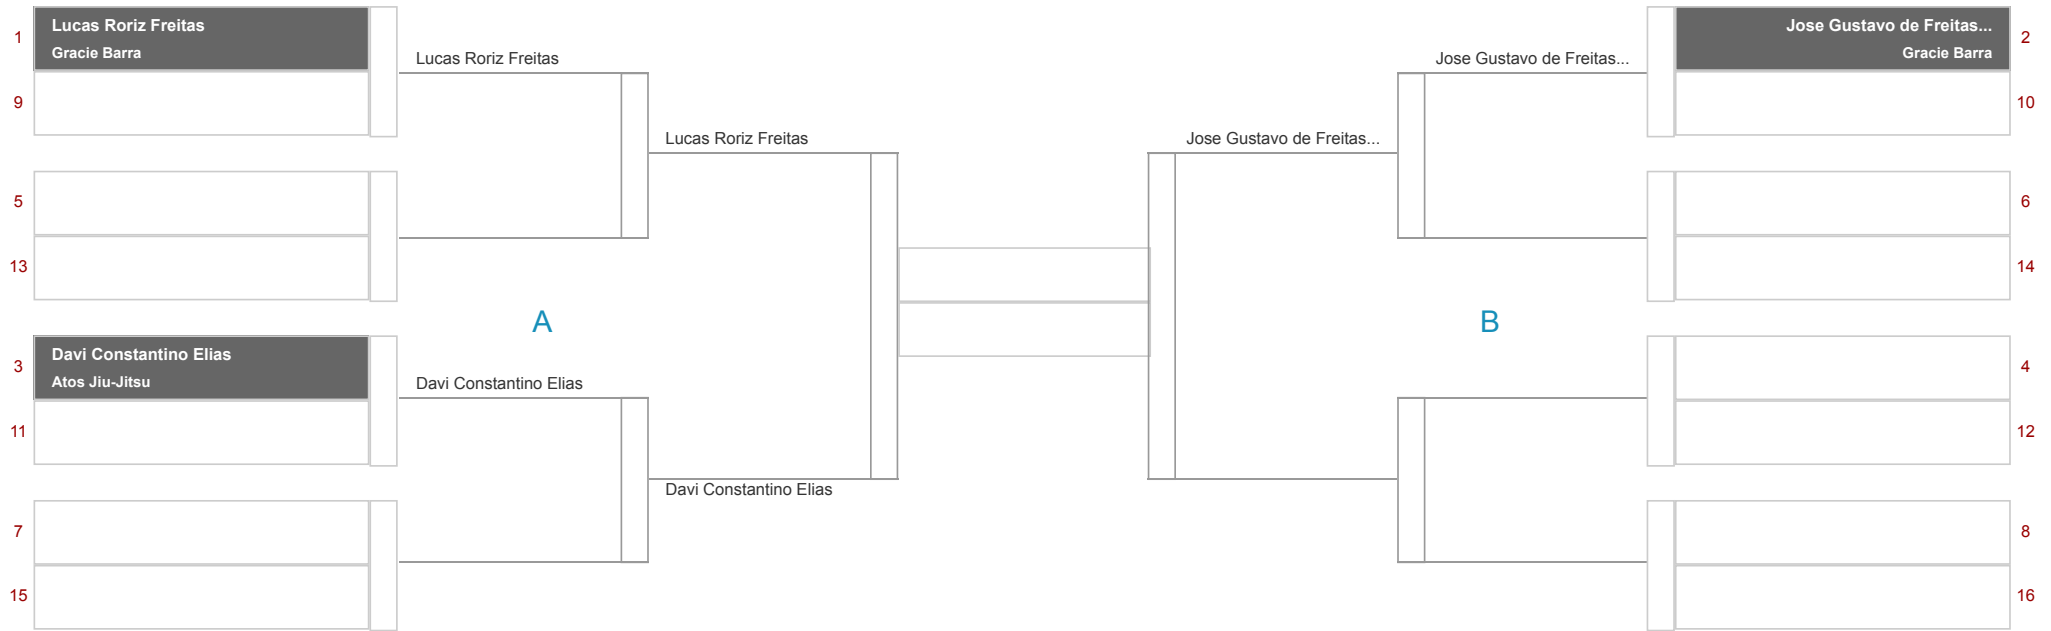 1
Lucas Roriz Freitas
Gracie Barra
9
5
13
3
Davi Constantino Elias
Atos Jiu-Jitsu
11
7
15
Lucas Roriz Freitas
Davi Constantino Elias
A
Lucas Roriz Freitas
Davi Constantino Elias
Jose Gustavo de Freitas...
B
Jose Gustavo de Freitas...
Jose Gustavo de Freitas...
Gracie Barra
2
10
6
14
4
12
8
16